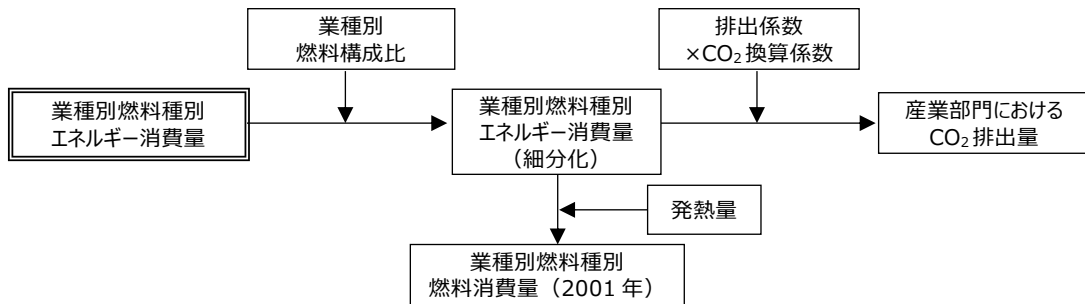 業種別
燃料構成比
排出係数
×CO₂換算係数
業種別燃料種別
エネルギー消費量
業種別燃料種別
エネルギー消費量
（細分化）
産業部門における
CO₂排出量
発熱量
業種別燃料種別
燃料消費量（2001 年）